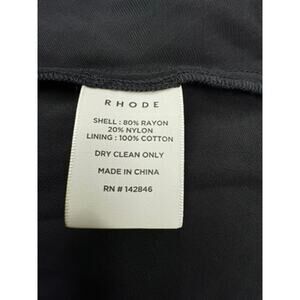 RHODE
SHELL : 80% RAYON
20% NYLON
LINING : 100% COTTON
DRY CLEAN ONLY
MADE IN CHINA
RN # 142846